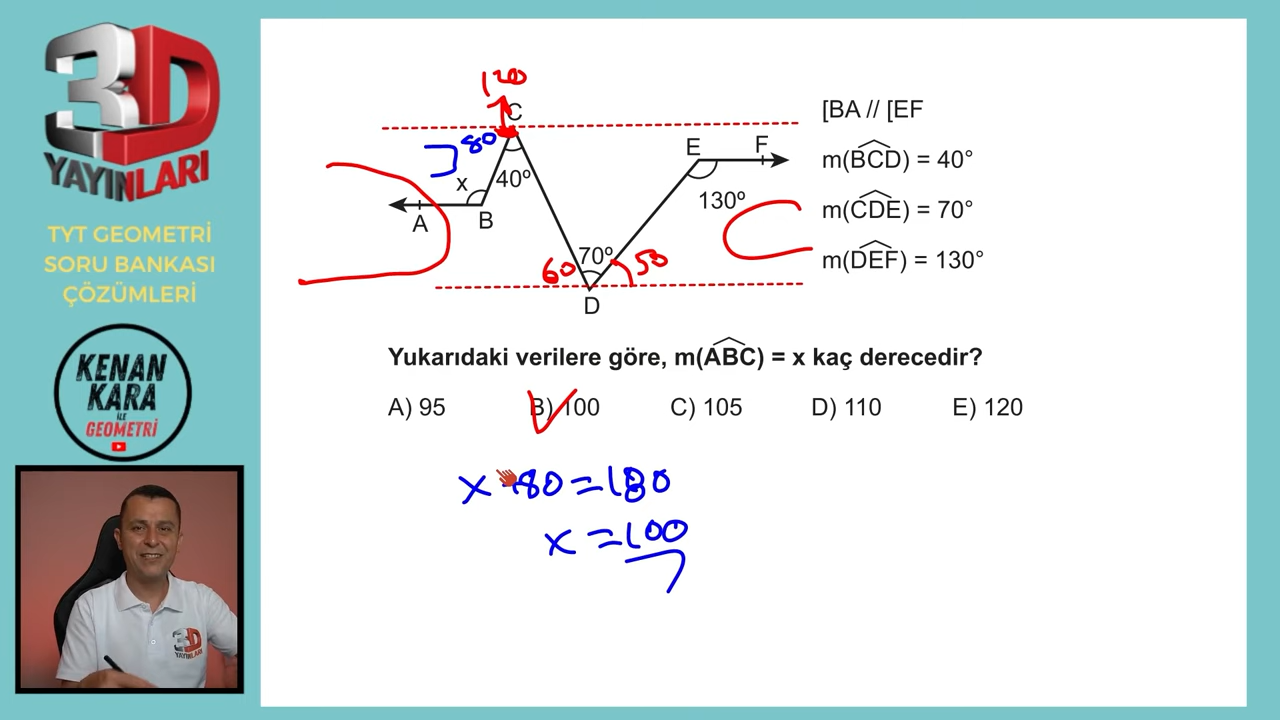 3D
YAYINLARI
TYT GEOMETRİ
SORU BANKASI
ÇÖZÜMLERİ
KENAN
KARA
İLE
GEOMETRİ
3D
YAYINLARI
120
C
80
x
40°
A
B
E
F
130°
70°
60
50
D
[BA // [EF
m(BCD) = 40°
m(CDE) = 70°
m(DEF) = 130°
Yukarıdaki verilere göre, m(ABC) = x kaç derecedir?
A) 95 B) 100 C) 105 D) 110 E) 120
x +80 = 180
x = 100